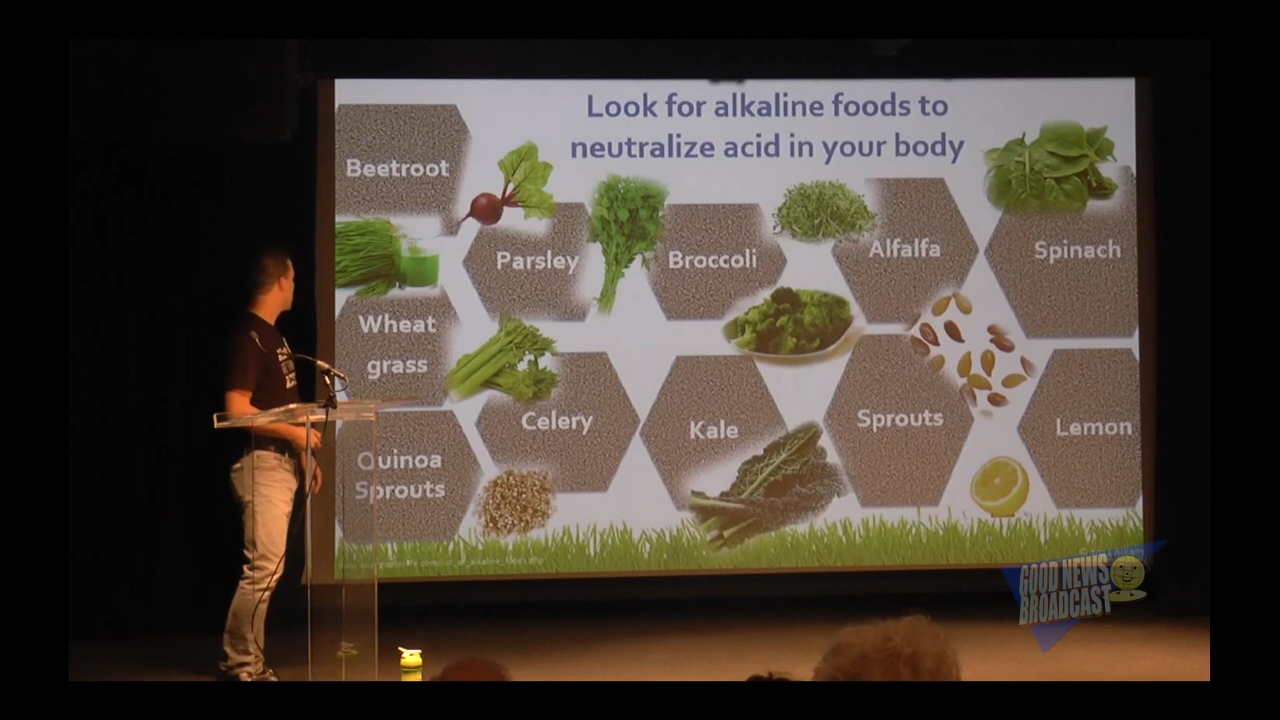 Look for alkaline foods to
neutralize acid in your body
Beetroot
Parsley
Broccoli
Alfalfa
Spinach
Wheat
grass
Celery
Kale
Sprouts
Lemon
Quinoa
Sprouts
GOOD NEWS
BROADCAST